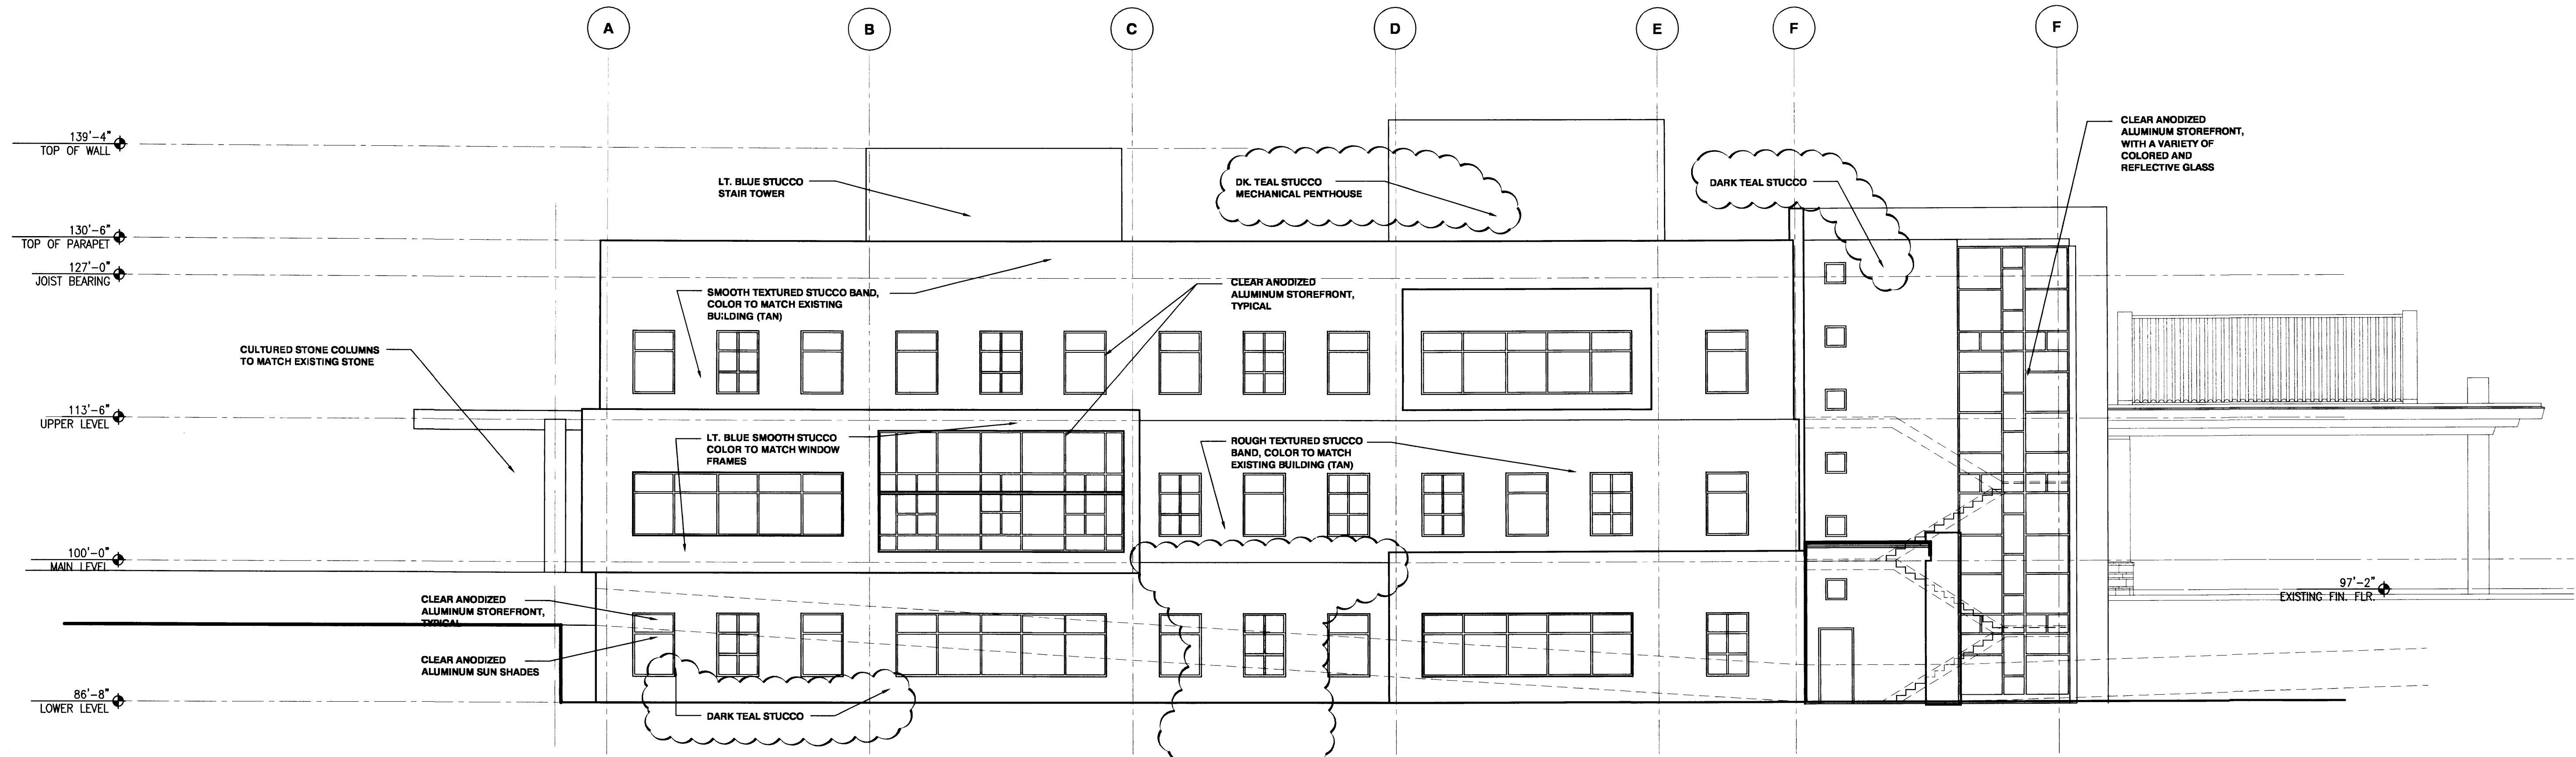 A
B
C
D
E
F
F
139'-4"
TOP OF WALL
130'-6"
TOP OF PARAPET
127'-0"
JOIST BEARING
113'-6"
UPPER LEVEL
100'-0"
MAIN LEVEL
86'-8"
LOWER LEVEL
CULTURED STONE COLUMNS
TO MATCH EXISTING STONE
LT. BLUE STUCCO
STAIR TOWER
DK. TEAL STUCCO
MECHANICAL PENTHOUSE
DARK TEAL STUCCO
CLEAR ANODIZED
ALUMINUM STOREFRONT,
WITH A VARIETY OF
COLORED AND
REFLECTIVE GLASS
SMOOTH TEXTURED STUCCO BAND,
COLOR TO MATCH EXISTING
BUILDING (TAN)
CLEAR ANODIZED
ALUMINUM STOREFRONT,
TYPICAL
LT. BLUE SMOOTH STUCCO
COLOR TO MATCH WINDOW
FRAMES
ROUGH TEXTURED STUCCO
BAND, COLOR TO MATCH
EXISTING BUILDING (TAN)
CLEAR ANODIZED
ALUMINUM STOREFRONT,
TYPICAL
CLEAR ANODIZED
ALUMINUM SUN SHADES
DARK TEAL STUCCO
97'-2"
EXISTING FIN. FLR.